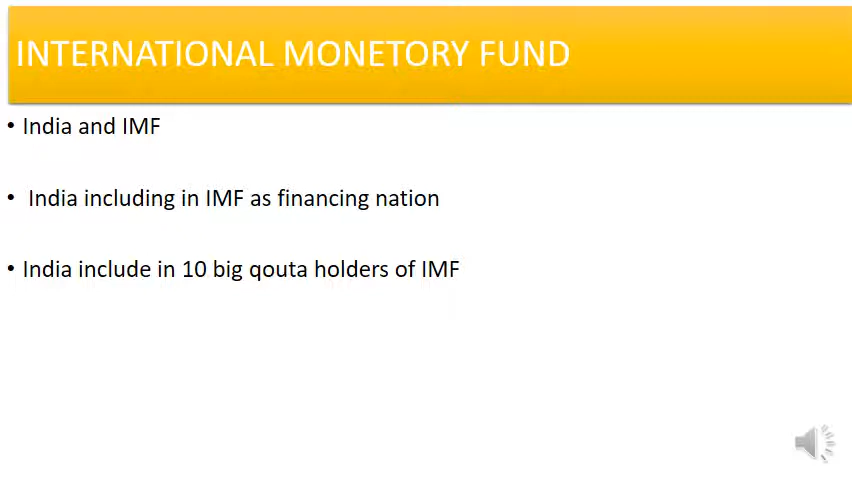 INTERNATIONAL MONETORY FUND
• India and IMF
• India including in IMF as financing nation
• India include in 10 big qouta holders of IMF